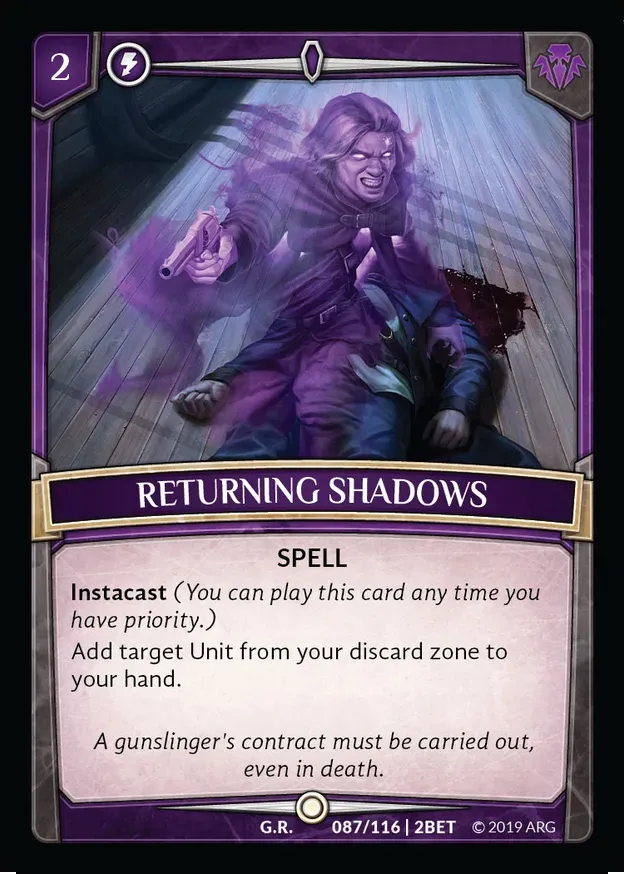 2
RETURNING SHADOWS
SPELL
Instacast (You can play this card any time you
have priority.)
Add target Unit from your discard zone to
your hand.
A gunslinger's contract must be carried out,
even in death.
G.R. 087/116 | 2BET © 2019 ARG